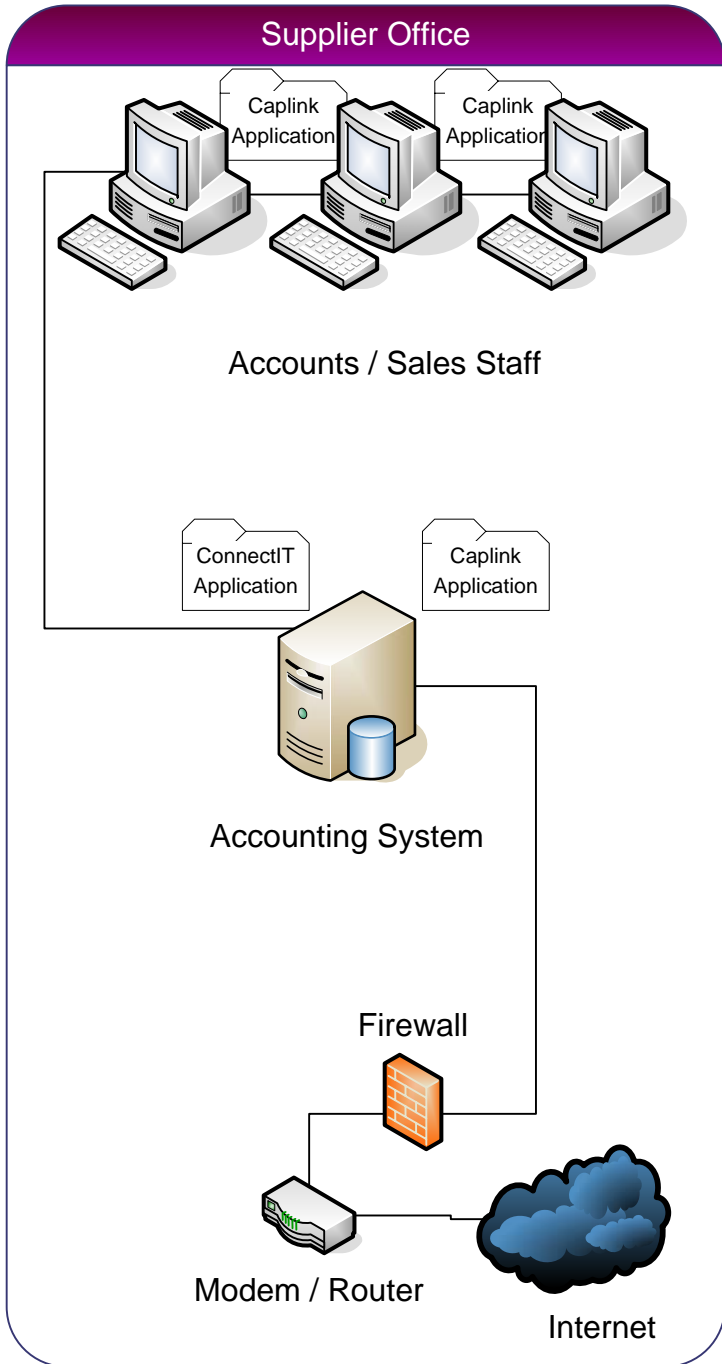 Supplier Office
Caplink
Application
Caplink
Application
Accounts / Sales Staff
ConnectIT
Application
Caplink
Application
Accounting System
Firewall
Modem / Router
Internet